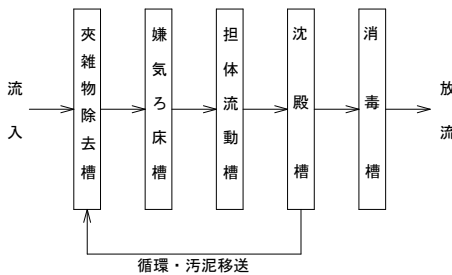 流入
夾雑物除去槽
嫌気ろ床槽
担体流動槽
沈殿槽
消毒槽
放流
循環・汚泥移送